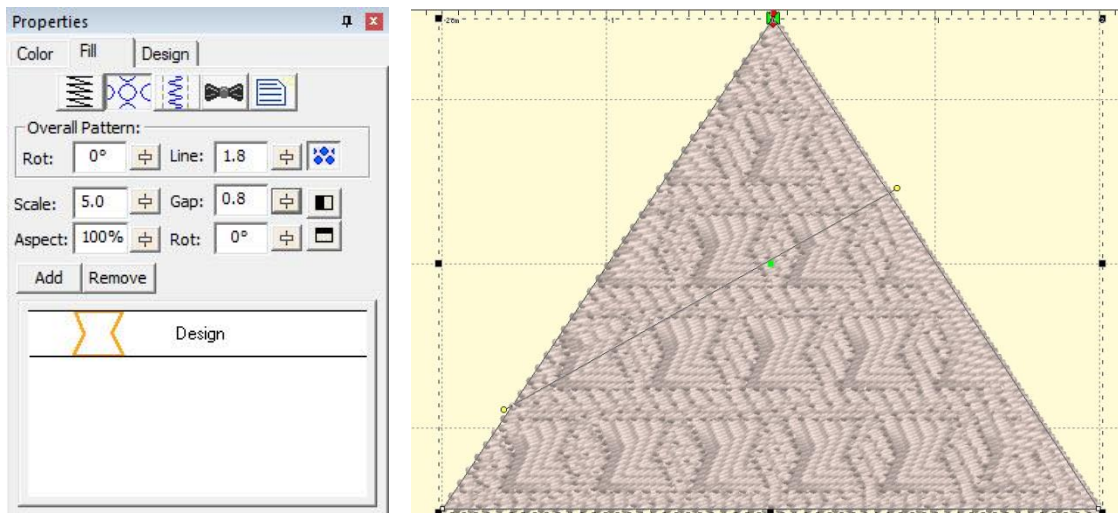 Properties
Color Fill Design
Overall Pattern:
Rot: 0° Line: 1.8
Scale: 5.0 Gap: 0.8
Aspect: 100% Rot: 0°
Add Remove
Design